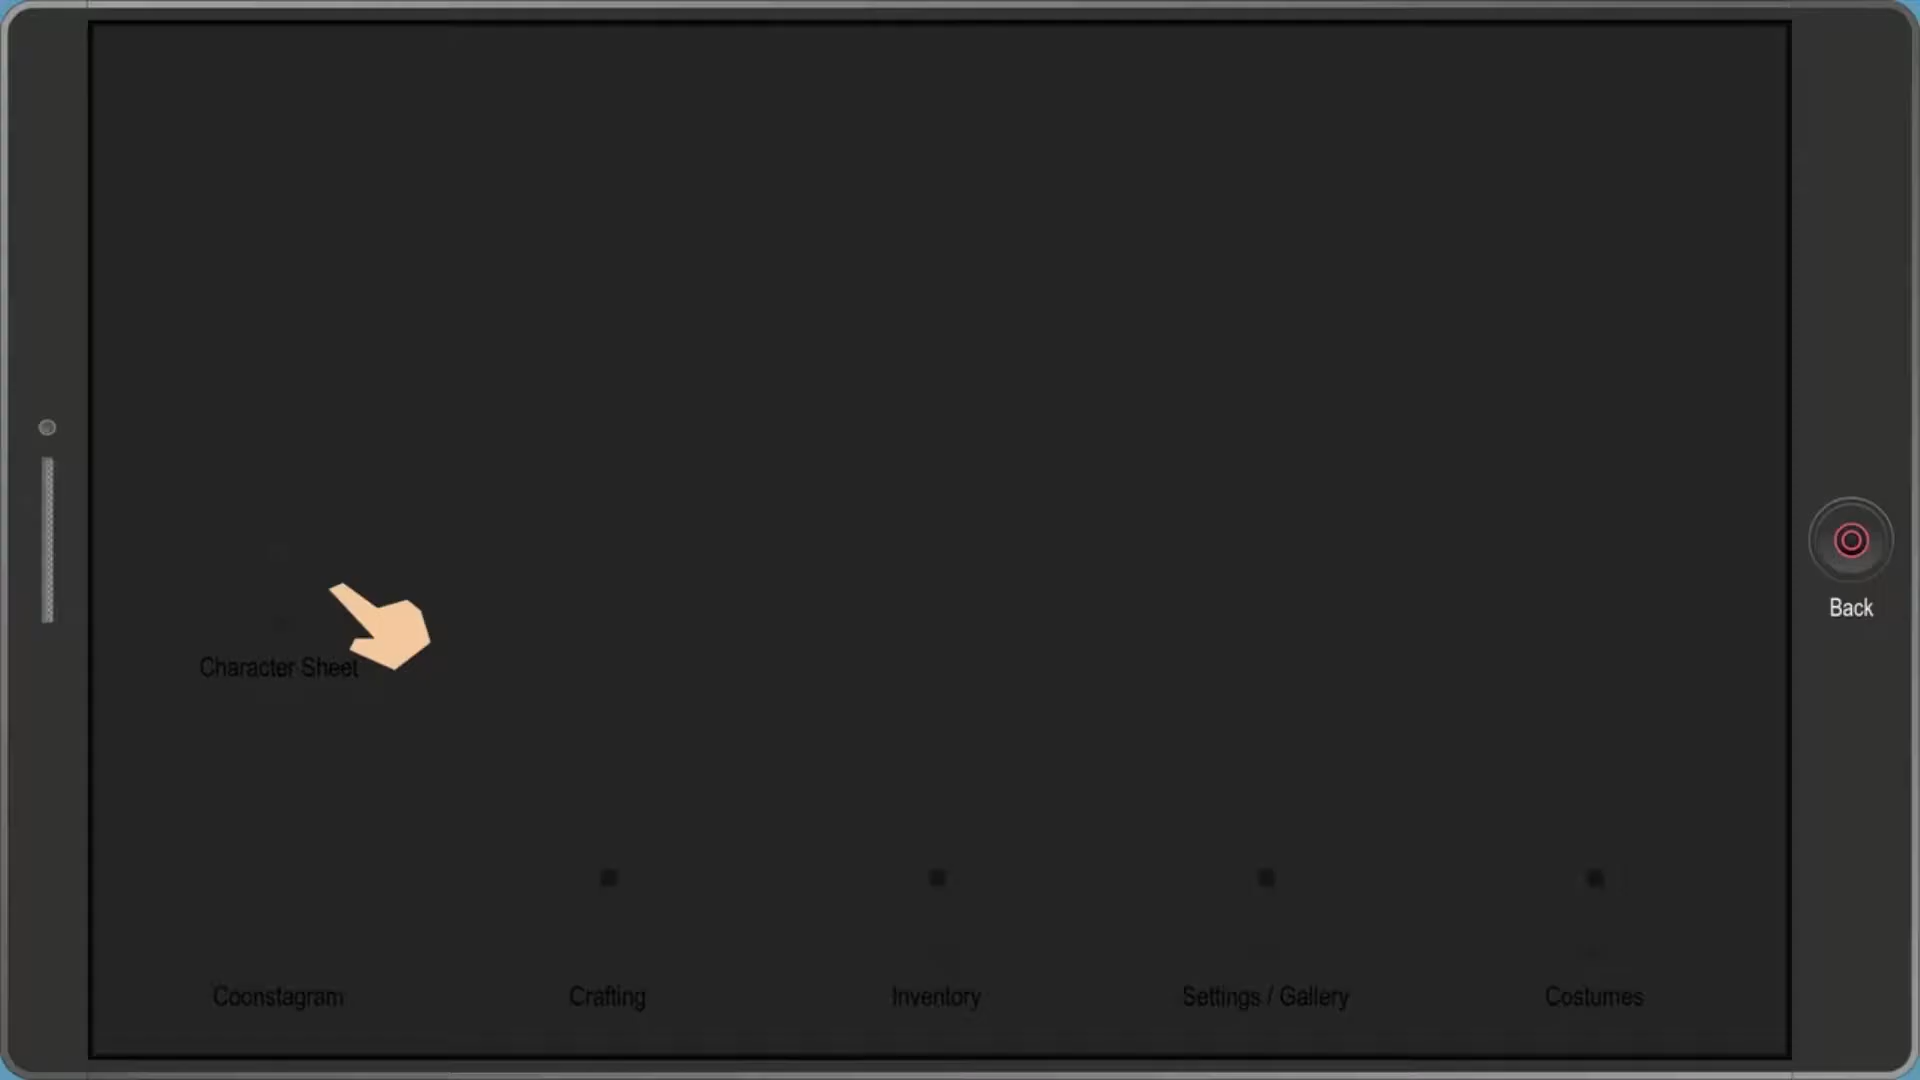 Back
Character Sheet
Coonstagram
Crafting
Inventory
Settings / Gallery
Costumes